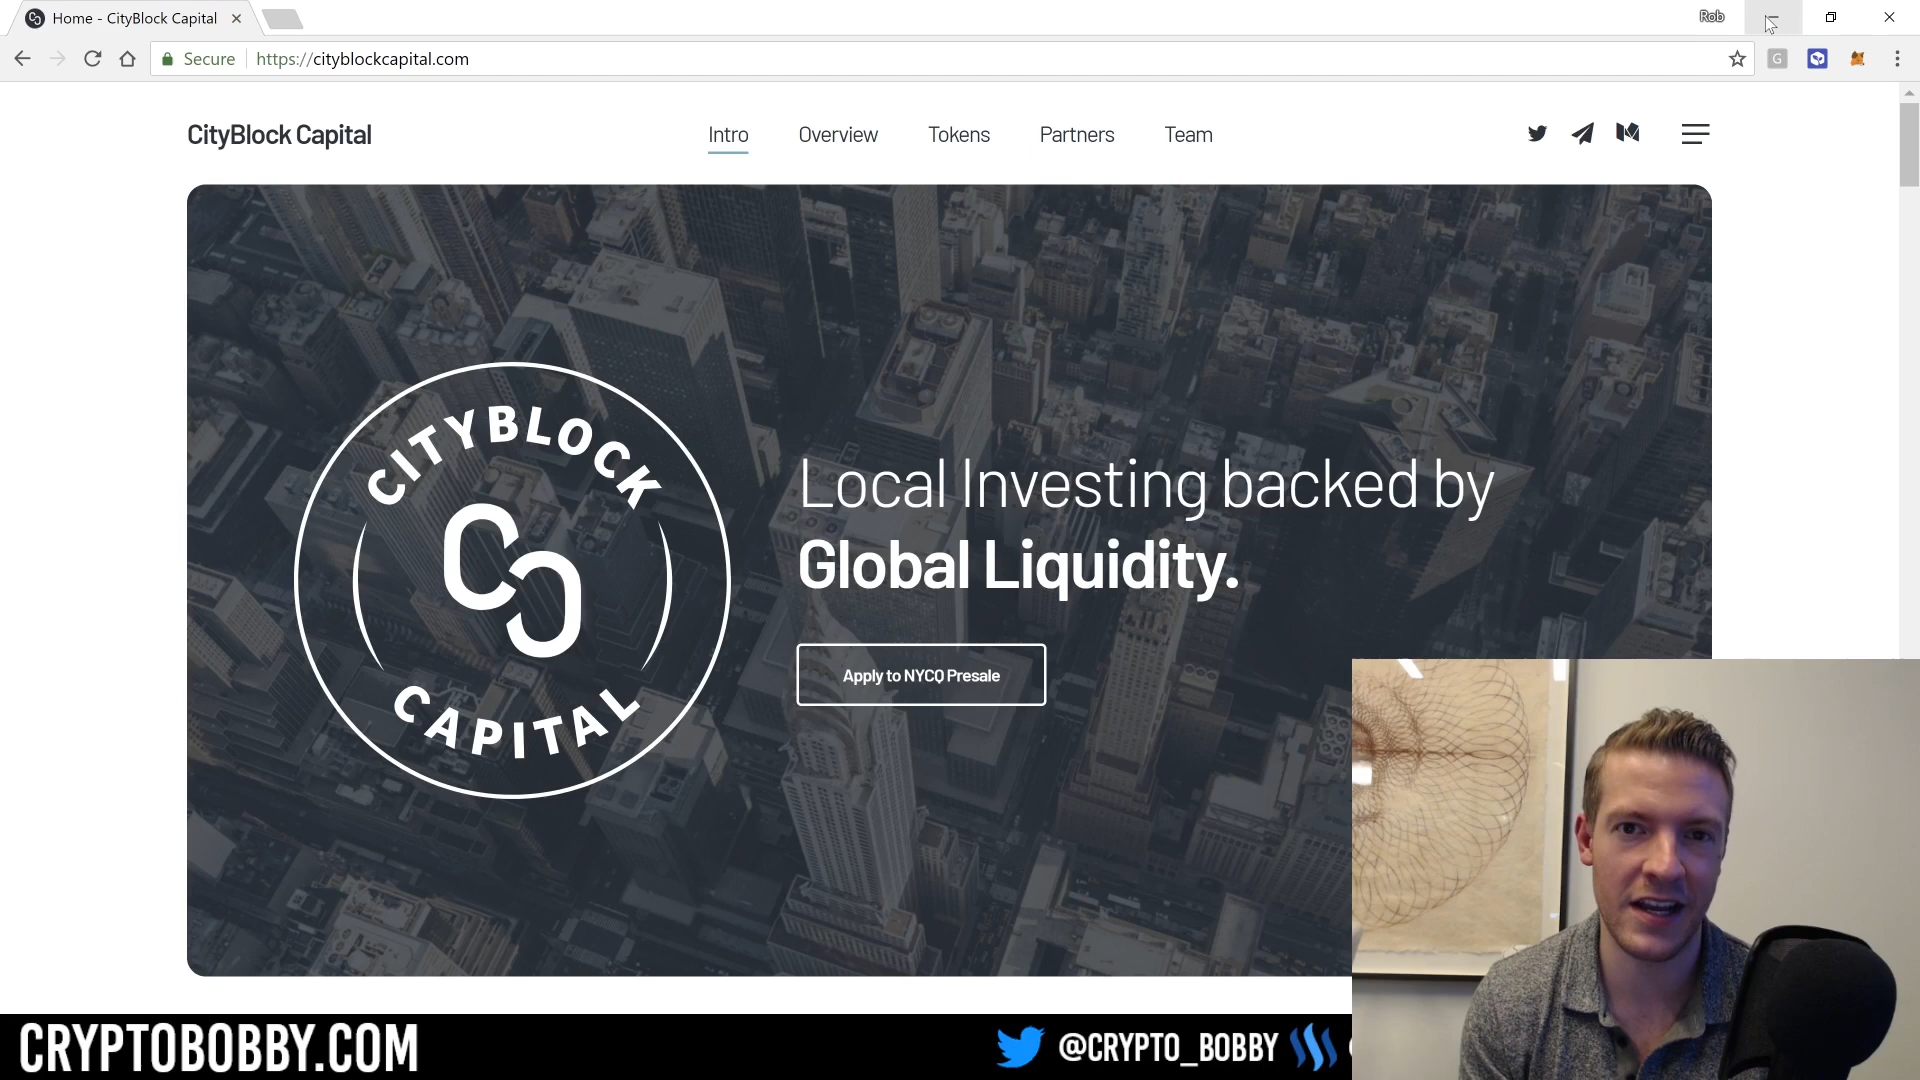 Home - CityBlock Capital
Rob
Secure
https://cityblockcapital.com
G
CityBlock Capital
Intro
Overview
Tokens
Partners
Team
CITYBLOCK
CAPITAL
Local Investing backed by
Global Liquidity.
Apply to NYCQ Presale
CRYPTOBOBBY.COM
@CRYPTO_BOBBY